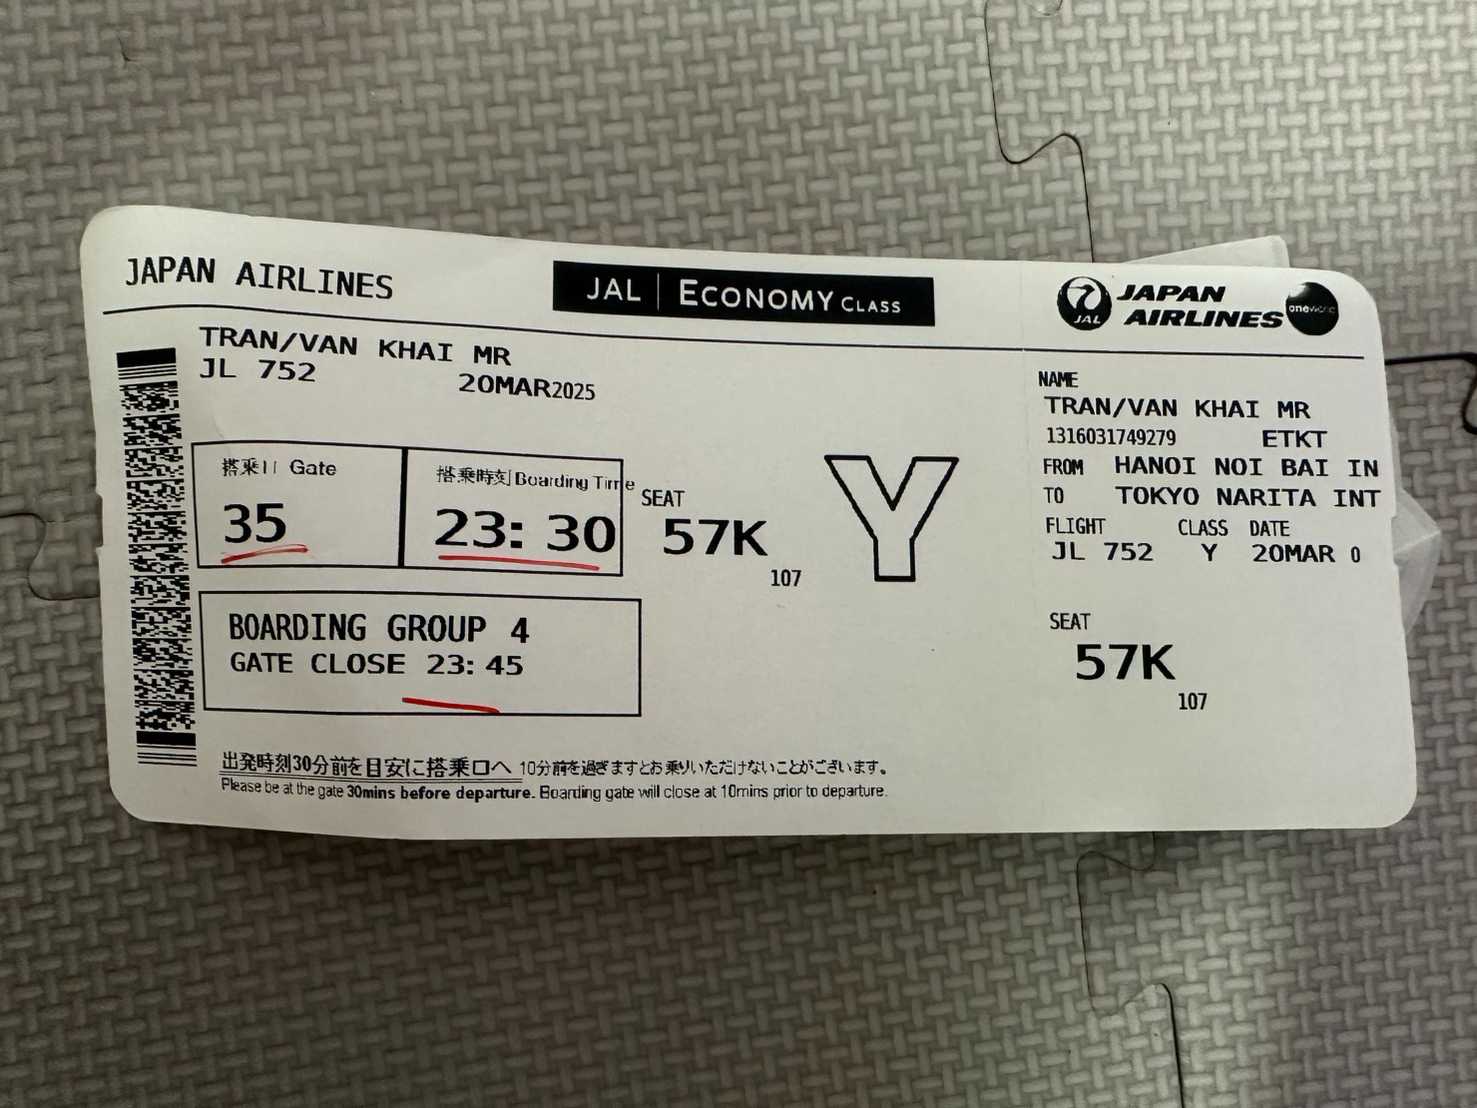 JAPAN AIRLINES
JAL | ECONOMY CLASS
TRAN/VAN KHAI MR
JL 752 20MAR2025
搭乗口 Gate
35
搭乗時刻 Boarding Time
23:30
SEAT
57K
107
Y
BOARDING GROUP 4
GATE CLOSE 23:45
出発時刻30分前を目安に搭乗口へ 10分前を過ぎますとお乗りいただけないことがございます。
Please be at the gate 30mins before departure. Boarding gate will close at 10mins prior to departure.
JAL
JAPAN
AIRLINES
oneworld
NAME
TRAN/VAN KHAI MR
1316031749279 ETKT
FROM HANOI NOI BAI IN
TO TOKYO NARITA INT
FLIGHT CLASS DATE
JL 752 Y 20MAR 0
SEAT
57K
107